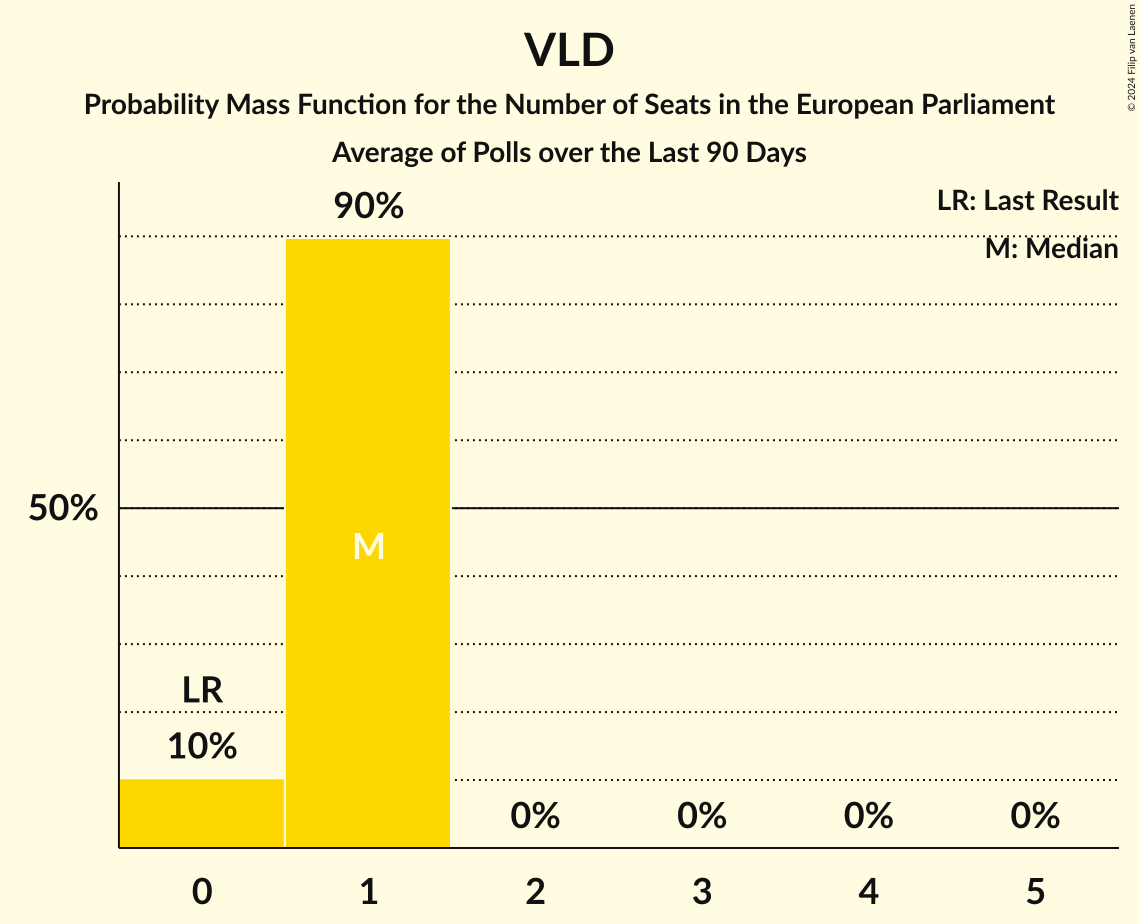 VLD
Probability Mass Function for the Number of Seats in the European Parliament
Average of Polls over the Last 90 Days
© 2024 Filip van Laenen
LR: Last Result
M: Median
90%
50%
M
LR
10%
0% 0% 0% 0%
0 1 2 3 4 5